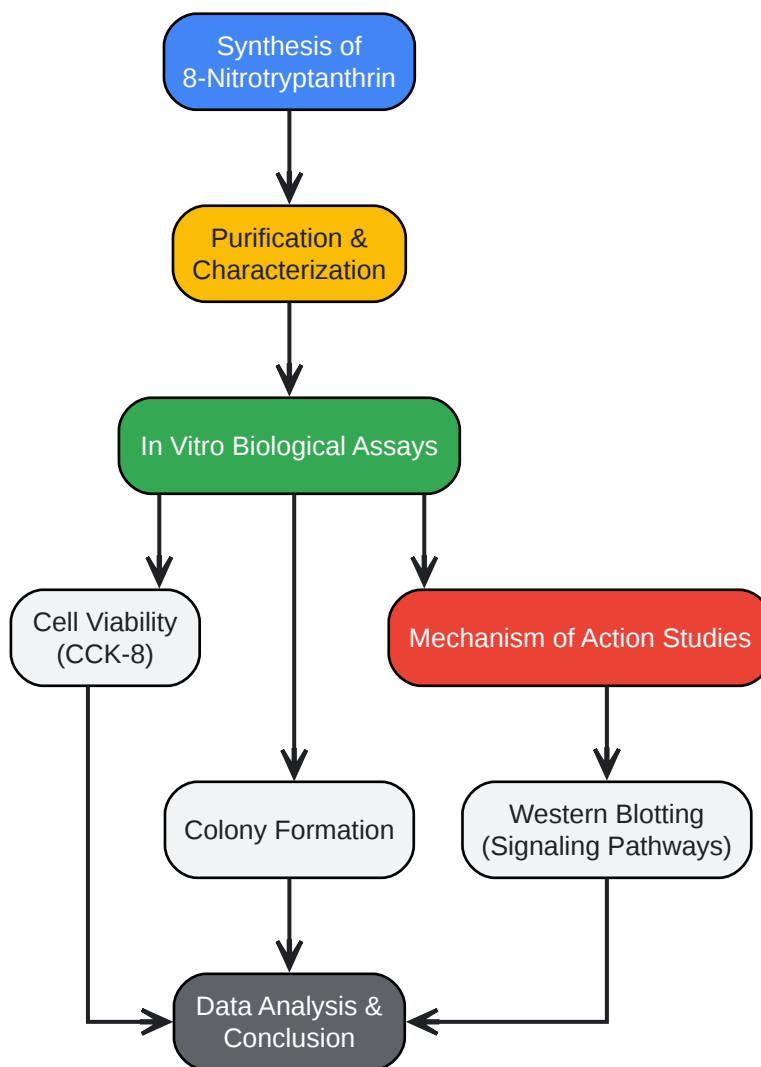 Synthesis of
8-Nitrotryptanthrin
Purification &
Characterization
In Vitro Biological Assays
Cell Viability
(CCK-8)
Mechanism of Action Studies
Colony Formation
Western Blotting
(Signaling Pathways)
Data Analysis &
Conclusion